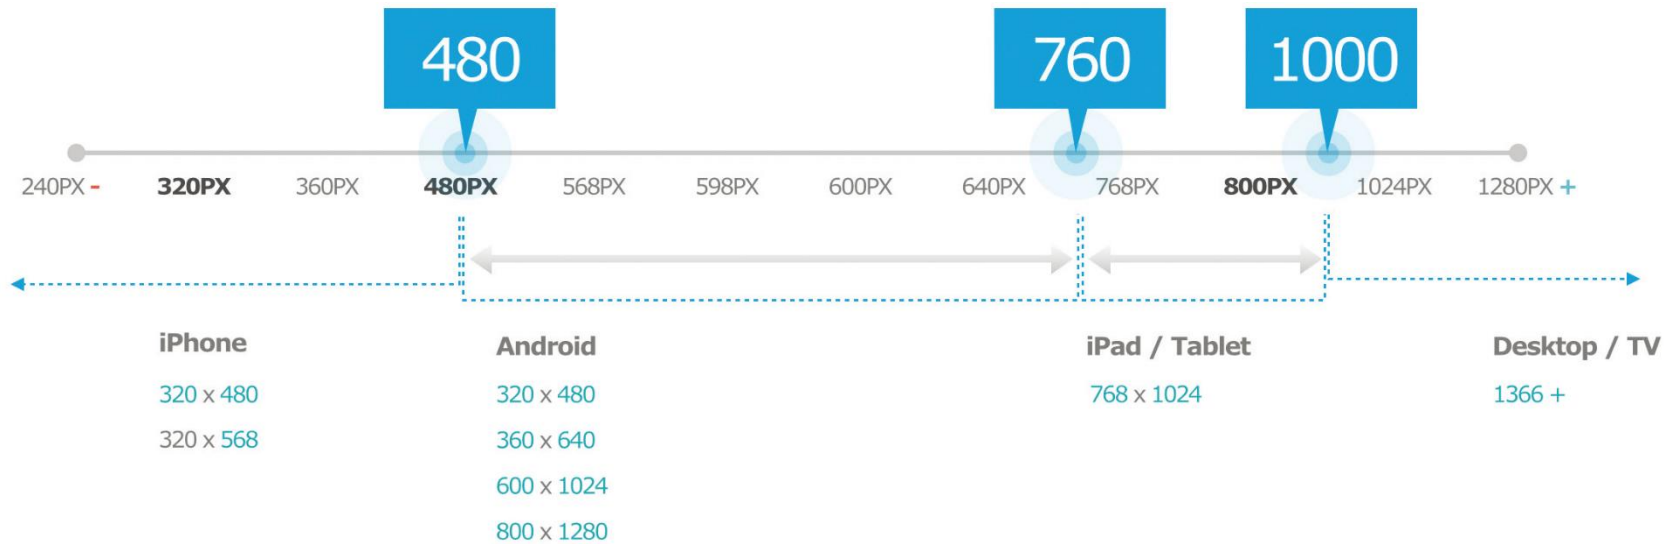 480 760 1000
240PX - 320PX 360PX 480PX 568PX 598PX 600PX 640PX 768PX 800PX 1024PX 1280PX +
iPhone
320 x 480
320 x 568
Android
320 x 480
360 x 640
600 x 1024
800 x 1280
iPad / Tablet
768 x 1024
Desktop / TV
1366 +